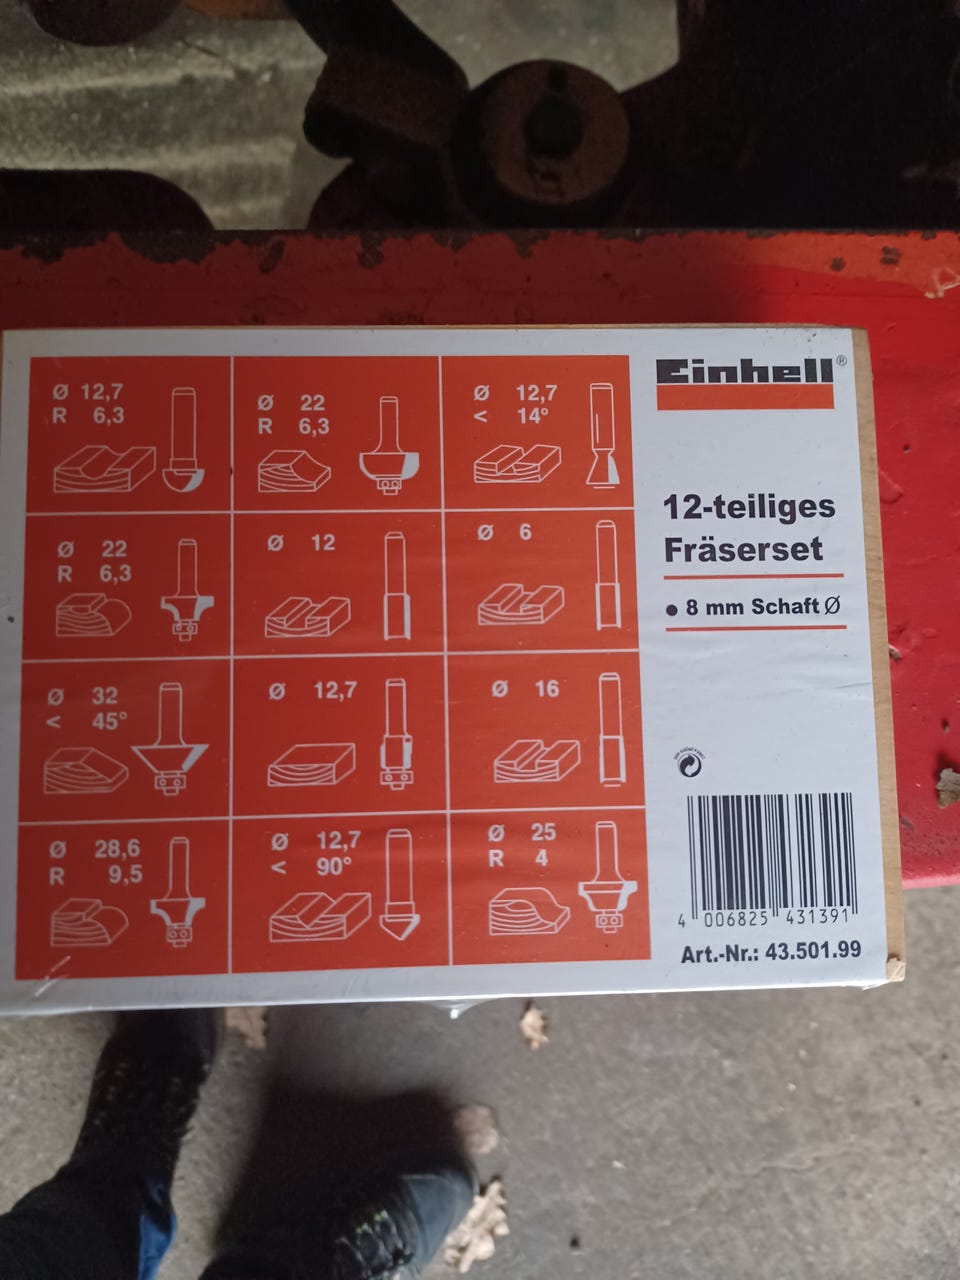 Ø 12,7
R 6,3
Ø 22
R 6,3
Ø 12,7
< 14°
Ø 22
R 6,3
Ø 12
Ø 6
Ø 32
< 45°
Ø 12,7
Ø 16
Ø 28,6
R 9,5
Ø 12,7
< 90°
Ø 25
R 4
Einhell®
12-teiliges
Fräserset
• 8 mm Schaft Ø
4 006825 431391
Art.-Nr.: 43.501.99